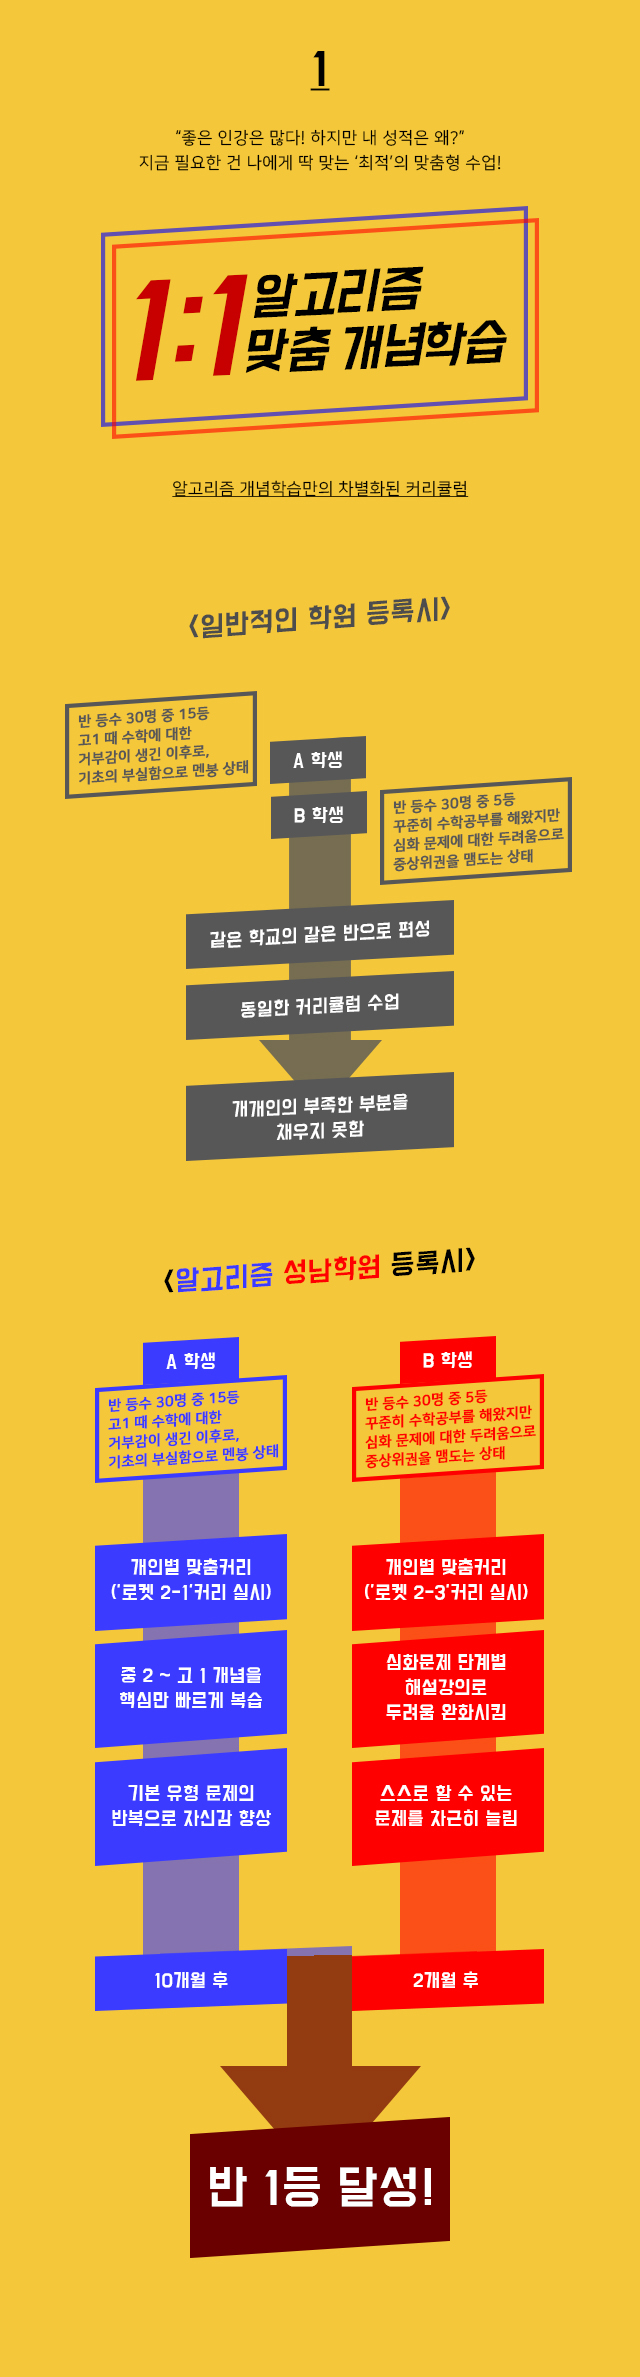 1
“좋은 인강은 많다! 하지만 내 성적은 왜?”
지금 필요한 건 나에게 딱 맞는 ‘최적’의 맞춤형 수업!
1:1 알고리즘
맞춤 개념학습
알고리즘 개념학습만의 차별화된 커리큘럼
<일반적인 학원 등록시>
반 등수 30명 중 15등
고1 때 수학에 대한
거부감이 생긴 이후로,
기초의 부실함으로 멘붕 상태
A 학생
B 학생
반 등수 30명 중 5등
꾸준히 수학공부를 해왔지만
심화 문제에 대한 두려움으로
중상위권을 맴도는 상태
같은 학교의 같은 반으로 편성
동일한 커리큘럼 수업
개개인의 부족한 부분을
채우지 못함
<알고리즘 성남학원 등록시>
A 학생
반 등수 30명 중 15등
고1 때 수학에 대한
거부감이 생긴 이후로,
기초의 부실함으로 멘붕 상태
개인별 맞춤커리
('로켓 2-1'커리 실시)
중 2 ~ 고 1 개념을
핵심만 빠르게 복습
기본 유형 문제의
반복으로 자신감 향상
10개월 후
B 학생
반 등수 30명 중 5등
꾸준히 수학공부를 해왔지만
심화 문제에 대한 두려움으로
중상위권을 맴도는 상태
개인별 맞춤커리
('로켓 2-3'커리 실시)
심화문제 단계별
해설강의로
두려움 완화시킴
스스로 할 수 있는
문제를 차근히 늘림
2개월 후
반 1등 달성!